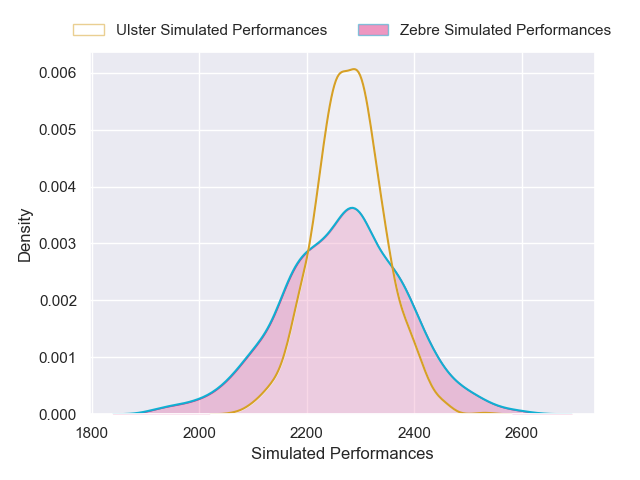 Ulster Simulated Performances Zebre Simulated Performances
0.006
0.005
0.004
0.003
0.002
0.001
0.000
Density
1800 2000 2200 2400 2600
Simulated Performances